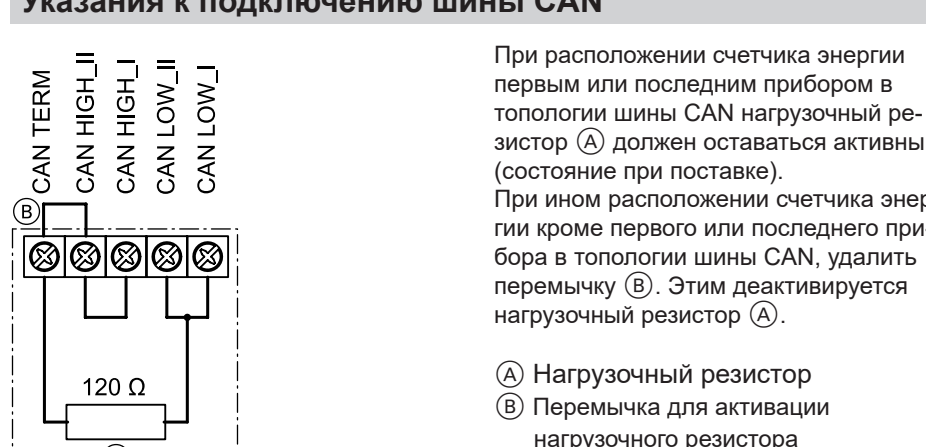 Указания к подключению шины CAN
CAN TERM
CAN HIGH_II
CAN HIGH_I
CAN LOW_II
CAN LOW_I
B
120 Ω
При расположении счетчика энергии
первым или последним прибором в
топологии шины CAN нагрузочный ре-
зистор (A) должен оставаться активны
(состояние при поставке).
При ином расположении счетчика энер
гии кроме первого или последнего при-
бора в топологии шины CAN, удалить
перемычку (B). Этим деактивируется
нагрузочный резистор (A).
(A) Нагрузочный резистор
(B) Перемычка для активации
нагрузочного резистора